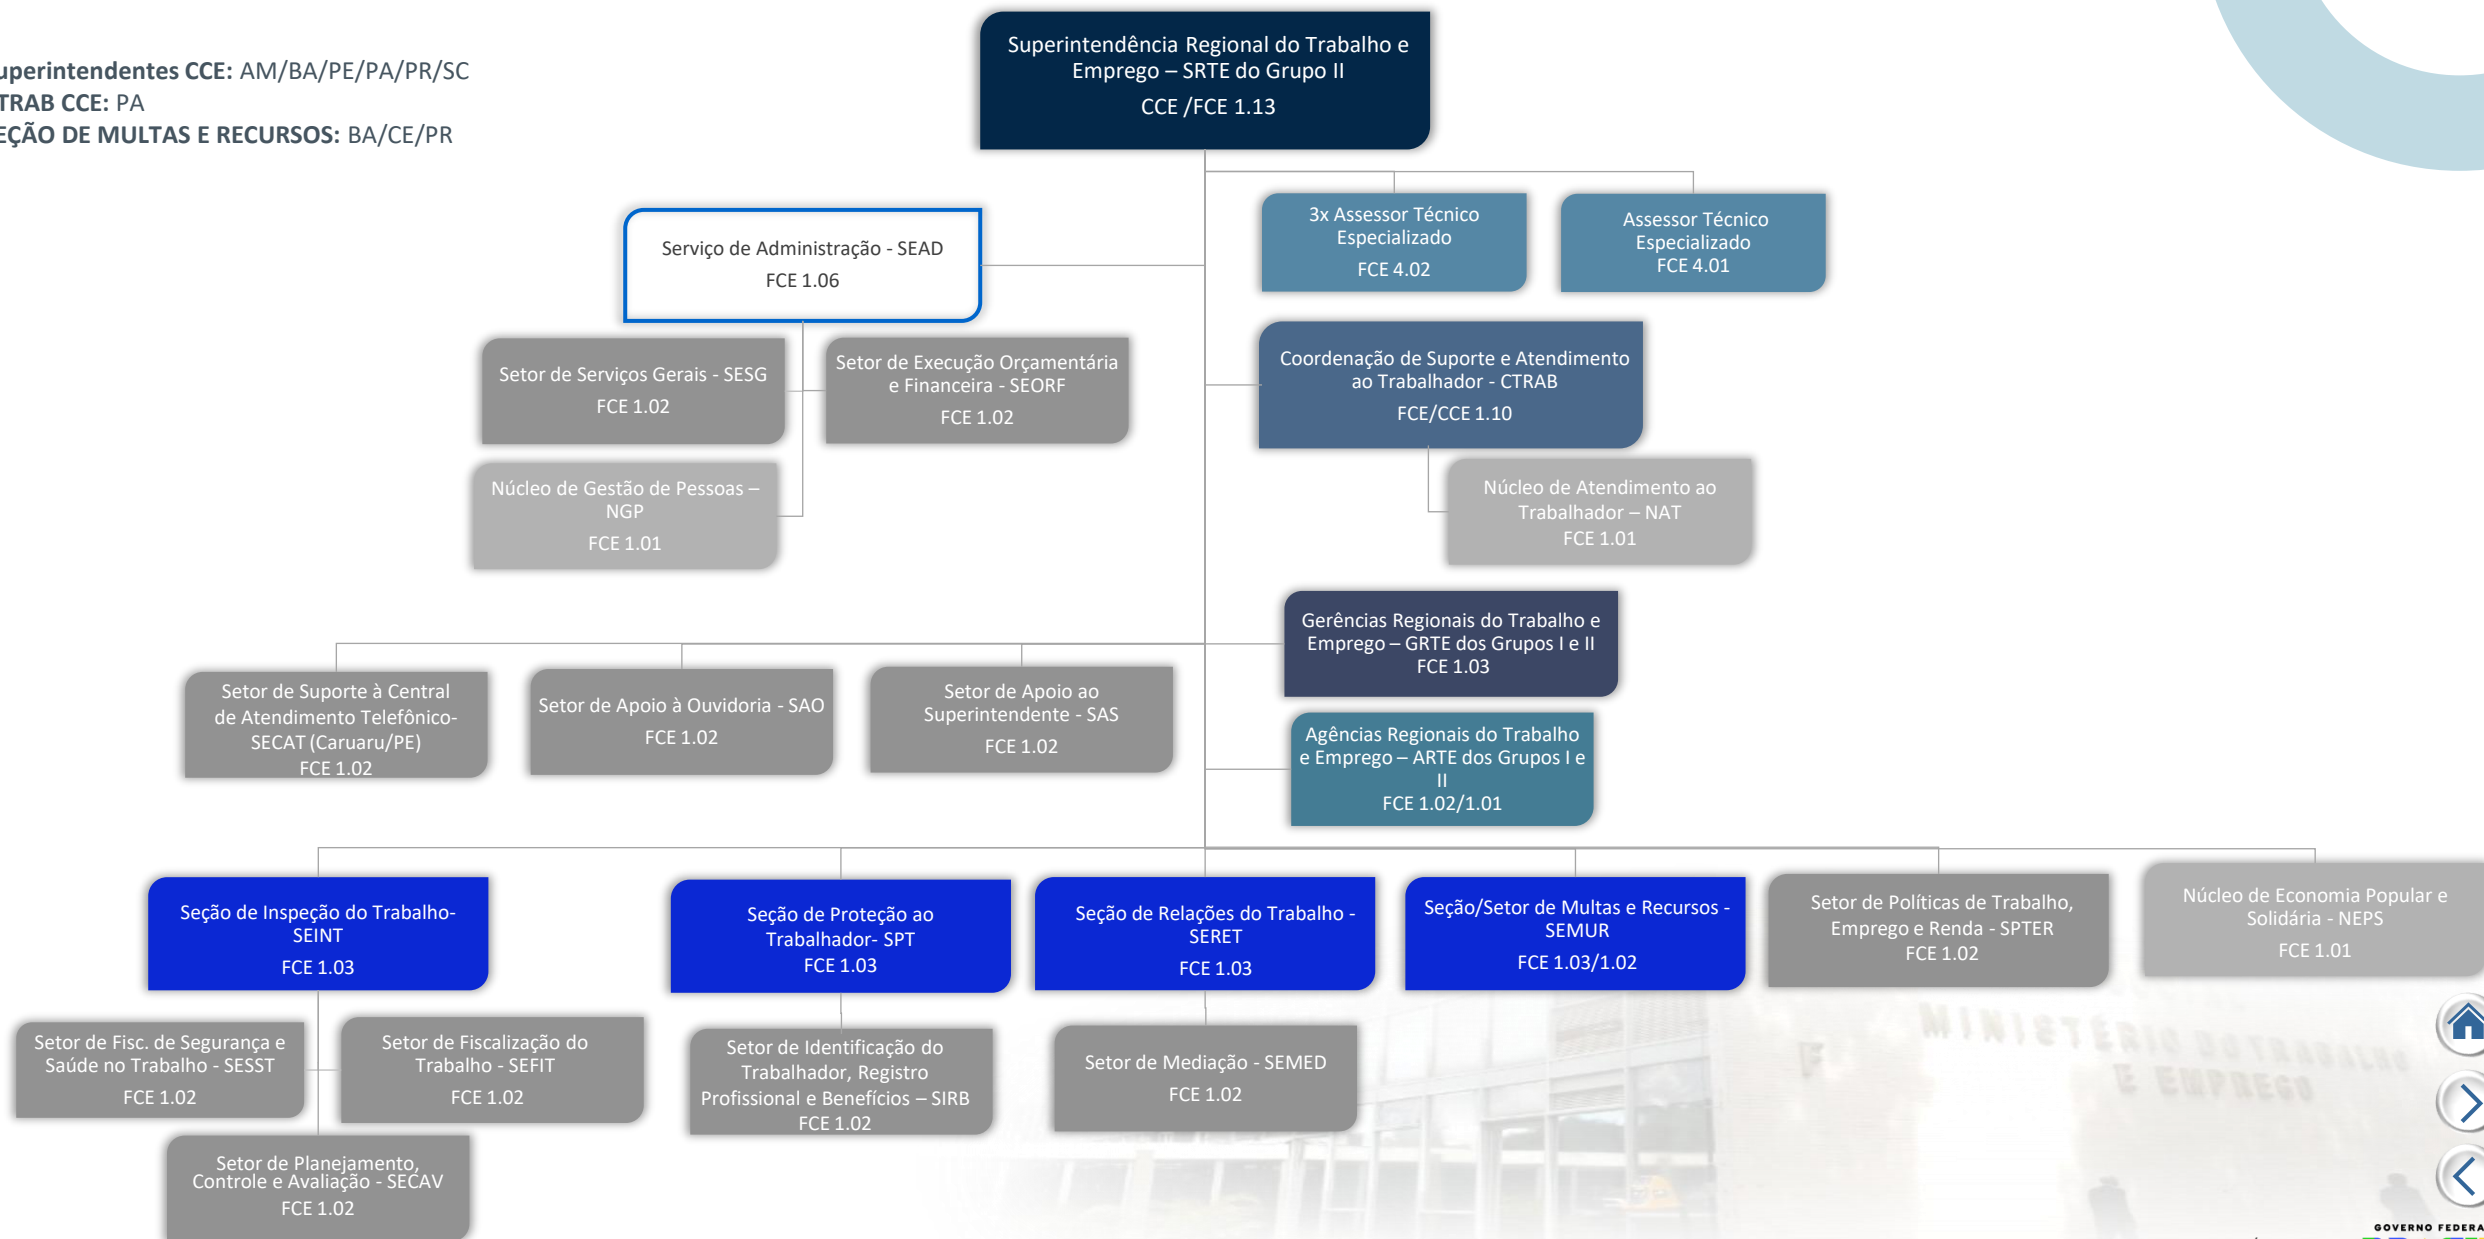 Superintendência Regional do Trabalho e
Emprego – SRTE do Grupo II
CCE /FCE 1.13
uperintendentes CCE: AM/BA/PE/PA/PR/SC
TRAB CCE: PA
EÇÃO DE MULTAS E RECURSOS: BA/CE/PR
3x Assessor Técnico
Especializado
FCE 4.02
Assessor Técnico
Especializado
FCE 4.01
Serviço de Administração - SEAD
FCE 1.06
Setor de Serviços Gerais - SESG
FCE 1.02
Setor de Execução Orçamentária
e Financeira - SEORF
FCE 1.02
Coordenação de Suporte e Atendimento
ao Trabalhador - CTRAB
FCE/CCE 1.10
Núcleo de Gestão de Pessoas –
NGP
FCE 1.01
Núcleo de Atendimento ao
Trabalhador – NAT
FCE 1.01
Gerências Regionais do Trabalho e
Emprego – GRTE dos Grupos I e II
FCE 1.03
Setor de Suporte à Central
de Atendimento Telefônico-
SECAT (Caruaru/PE)
FCE 1.02
Setor de Apoio à Ouvidoria - SAO
FCE 1.02
Setor de Apoio ao
Superintendente - SAS
FCE 1.02
Agências Regionais do Trabalho
e Emprego – ARTE dos Grupos I e
II
FCE 1.02/1.01
Seção de Inspeção do Trabalho-
SEINT
FCE 1.03
Seção de Proteção ao
Trabalhador- SPT
FCE 1.03
Seção de Relações do Trabalho -
SERET
FCE 1.03
Seção/Setor de Multas e Recursos -
SEMUR
FCE 1.03/1.02
Setor de Políticas de Trabalho,
Emprego e Renda - SPTER
FCE 1.02
Núcleo de Economia Popular e
Solidária - NEPS
FCE 1.01
Setor de Fisc. de Segurança e
Saúde no Trabalho - SESST
FCE 1.02
Setor de Fiscalização do
Trabalho - SEFIT
FCE 1.02
Setor de Identificação do
Trabalhador, Registro
Profissional e Benefícios – SIRB
FCE 1.02
Setor de Mediação - SEMED
FCE 1.02
Setor de Planejamento,
Controle e Avaliação - SECAV
FCE 1.02
MINISTÉRIO DO TRABALHO
E EMPREGO
GOVERNO FEDERA